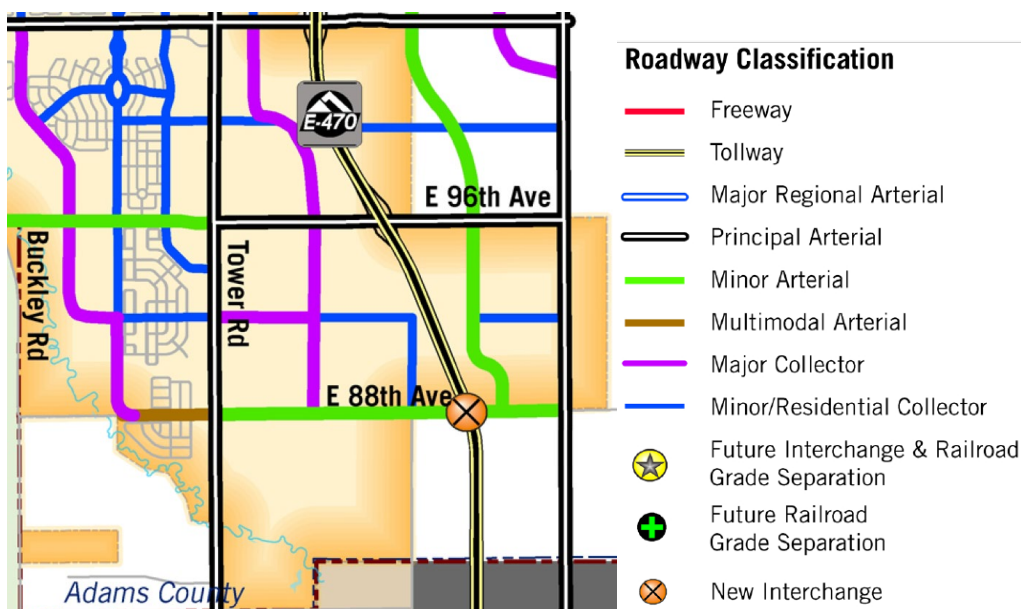 E-470
E 96th Ave
Buckley Rd
Tower Rd
E 88th Ave
Adams County
Roadway Classification
Freeway
Tollway
Major Regional Arterial
Principal Arterial
Minor Arterial
Multimodal Arterial
Major Collector
Minor/Residential Collector
Future Interchange & Railroad
Grade Separation
Future Railroad
Grade Separation
New Interchange